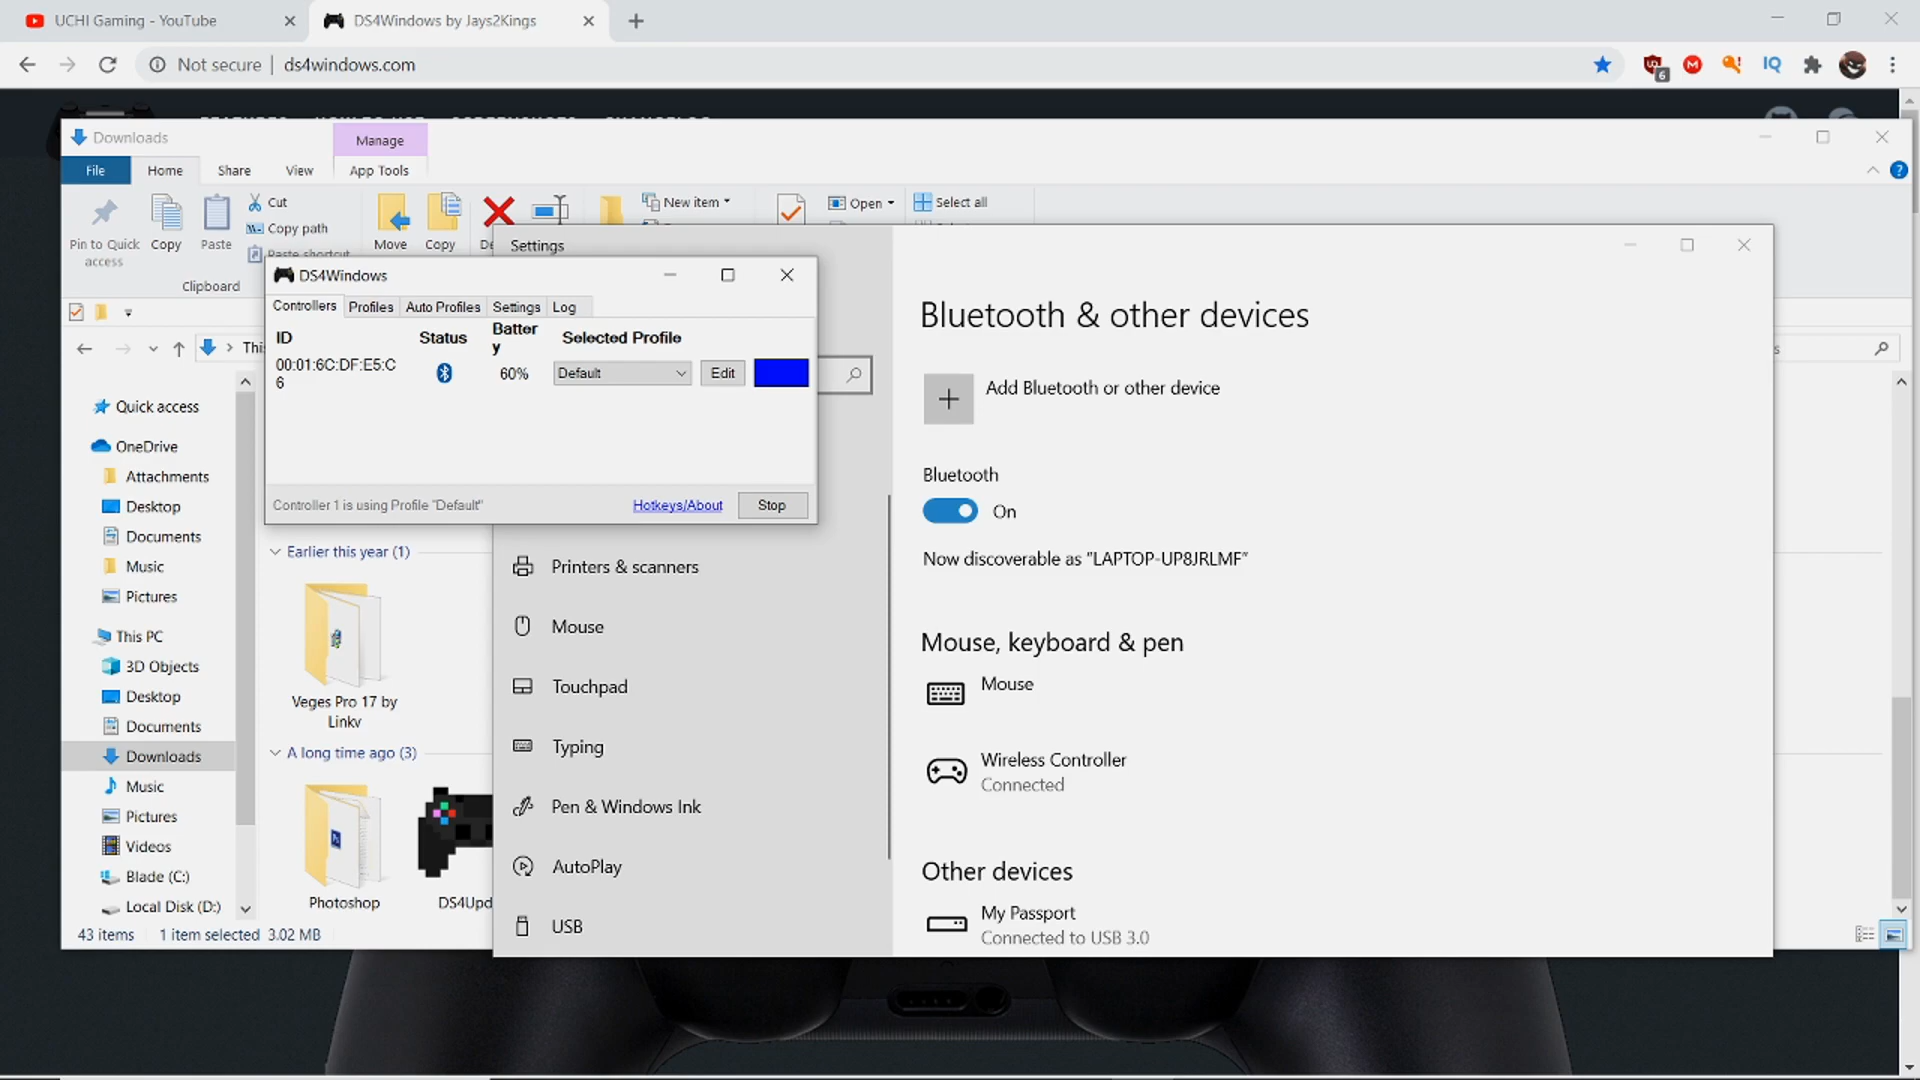 UCHI Gaming - YouTube
DS4Windows by Jays2Kings
Not secure
ds4windows.com
6
IQ
Downloads
Manage
File
Home
Share
View
App Tools
Pin to Quick
access
Copy
Paste
Cut
Copy path
Paste shortcut
Clipboard
Move
Copy
New item
Open
Select all
Settings
DS4Windows
Controllers
Profiles
Auto Profiles
Settings
Log
ID
Status
Batter
y
Selected Profile
00:01:6C:DF:E5:C
6
60%
Default
Edit
Controller 1 is using Profile "Default"
Hotkeys/About
Stop
Quick access
OneDrive
Attachments
Desktop
Documents
Music
Pictures
This PC
3D Objects
Desktop
Documents
Downloads
Music
Pictures
Videos
Blade (C:)
Local Disk (D:)
43 items
1 item selected 3.02 MB
Earlier this year (1)
Veges Pro 17 by
Linkv
A long time ago (3)
Photoshop
DS4Upd
Printers & scanners
Mouse
Touchpad
Typing
Pen & Windows Ink
AutoPlay
USB
Bluetooth & other devices
Add Bluetooth or other device
Bluetooth
On
Now discoverable as "LAPTOP-UP8JRLMF"
Mouse, keyboard & pen
Mouse
Wireless Controller
Connected
Other devices
My Passport
Connected to USB 3.0